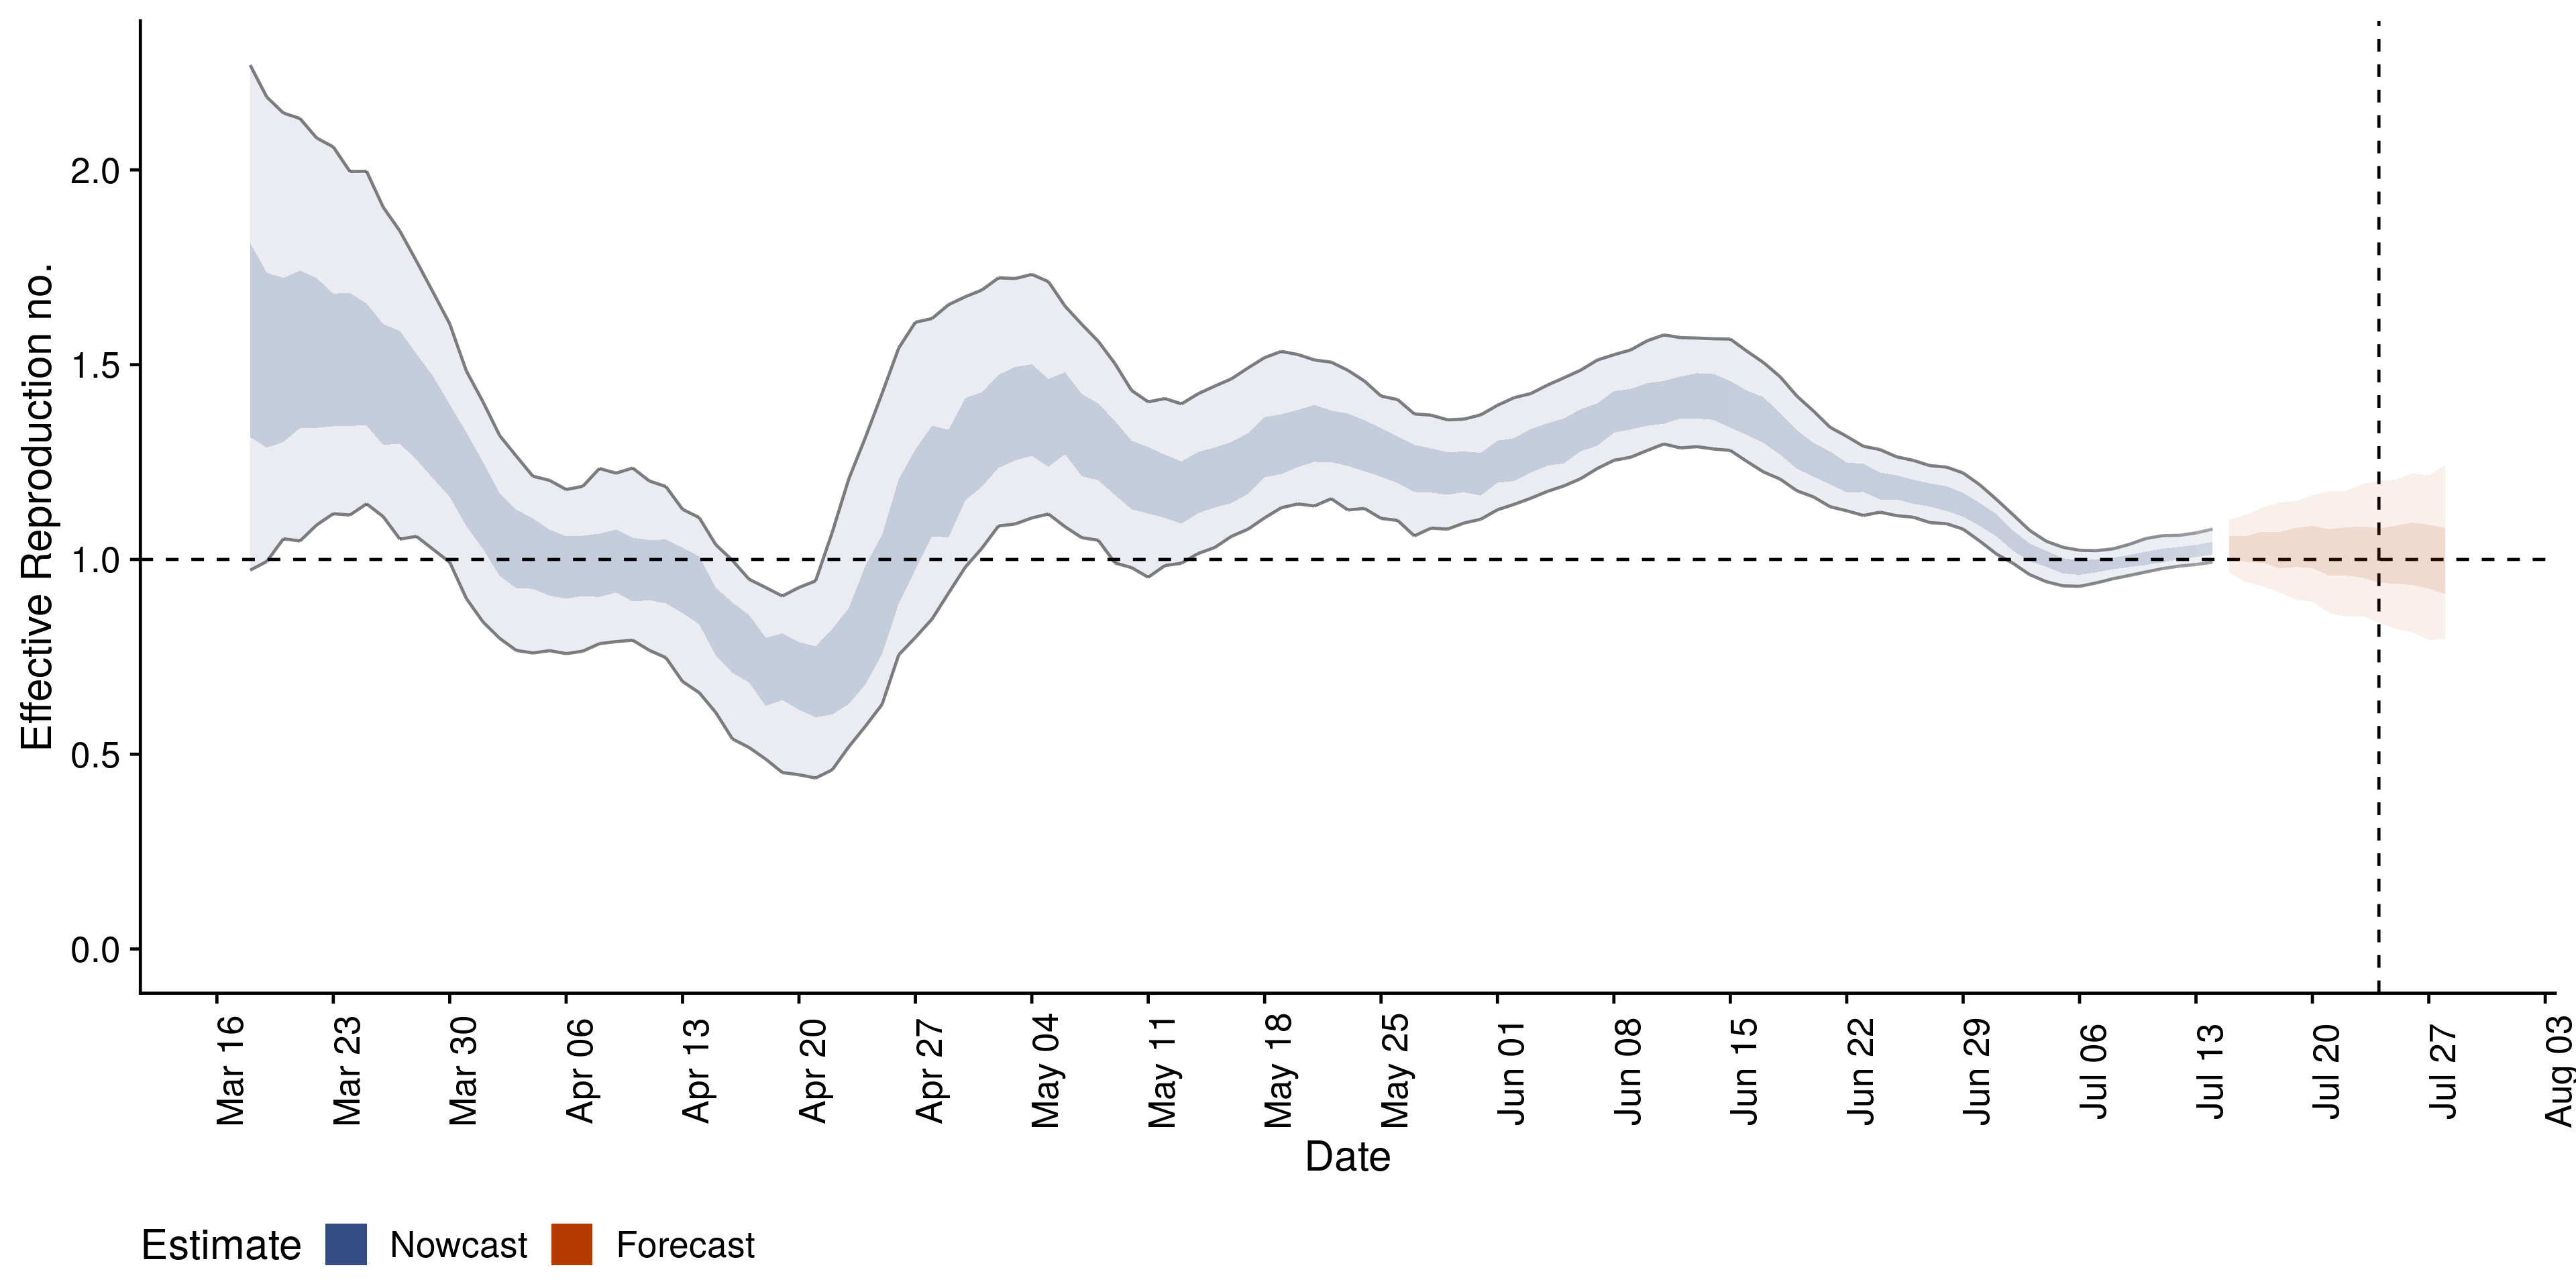 Effective Reproduction no.
2.0
1.5
1.0
0.5
0.0
Mar 16
Mar 23
Mar 30
Apr 06
Apr 13
Apr 20
Apr 27
May 04
May 11
May 18
May 25
Jun 01
Jun 08
Jun 15
Jun 22
Jun 29
Jul 06
Jul 13
Jul 20
Jul 27
Aug 03
Date
Estimate Nowcast Forecast